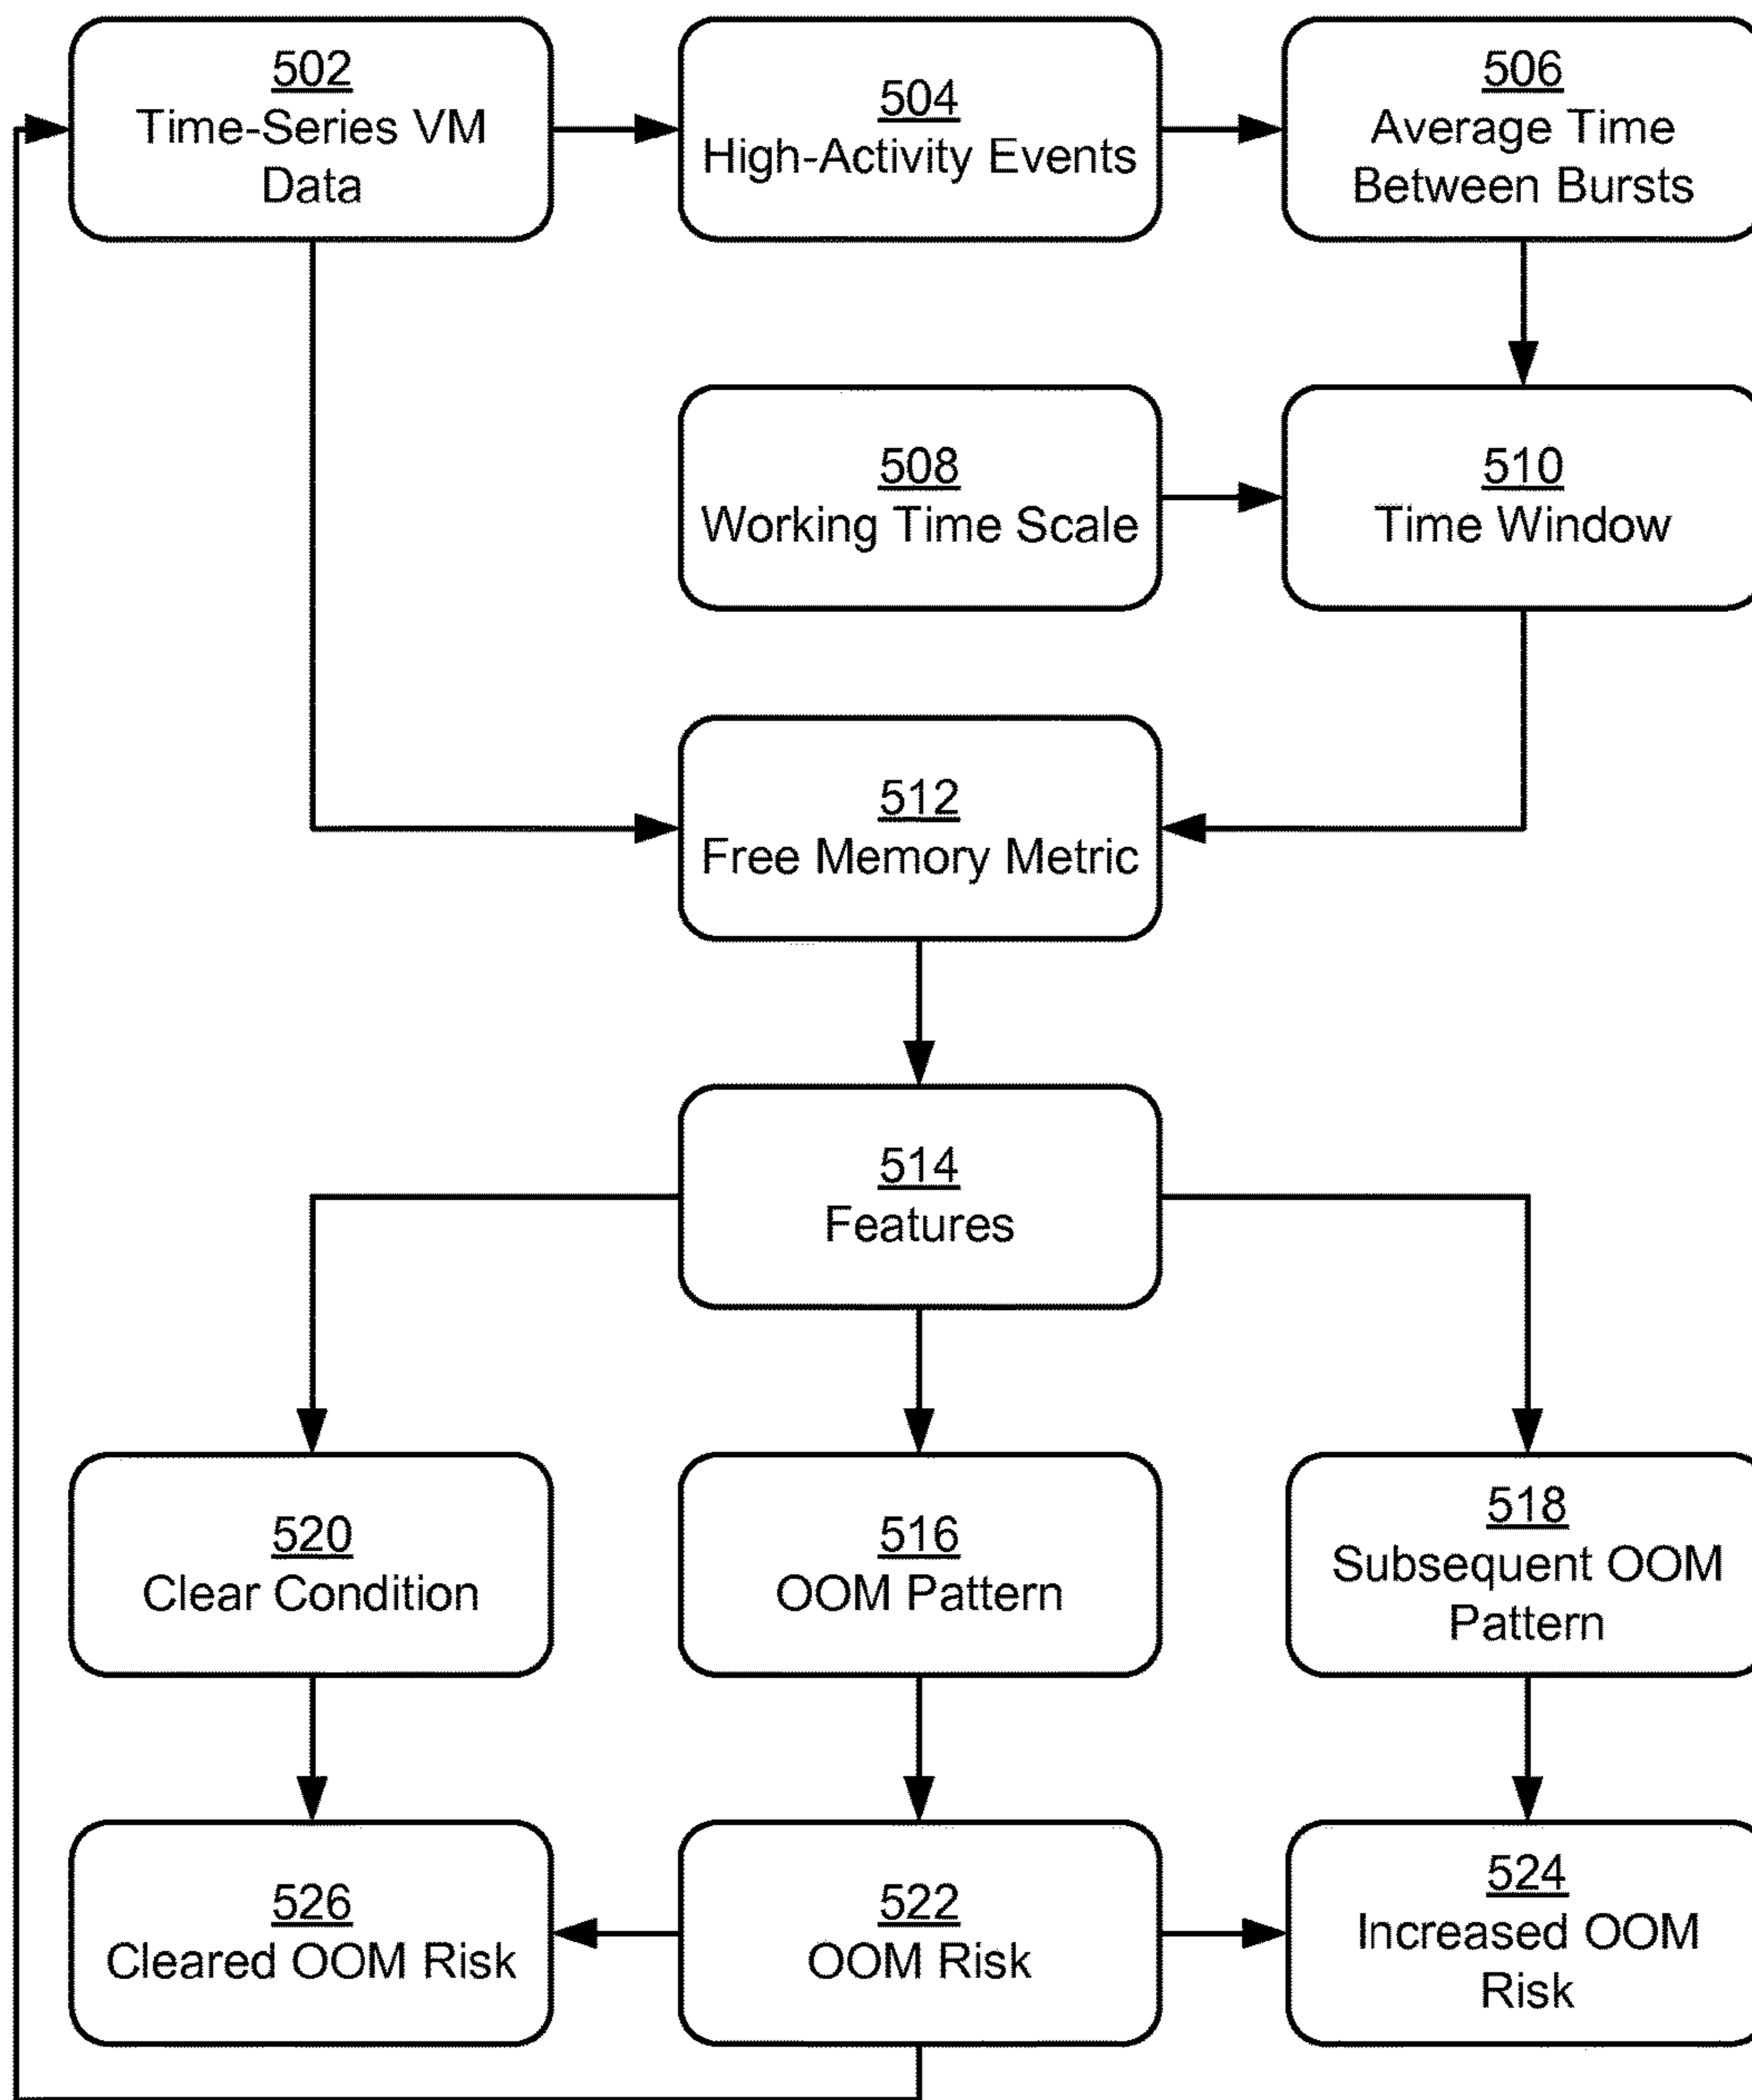 502
Time-Series VM
Data
504
High-Activity Events
506
Average Time
Between Bursts
508
Working Time Scale
510
Time Window
512
Free Memory Metric
514
Features
520
Clear Condition
516
OOM Pattern
518
Subsequent OOM
Pattern
526
Cleared OOM Risk
522
OOM Risk
524
Increased OOM
Risk